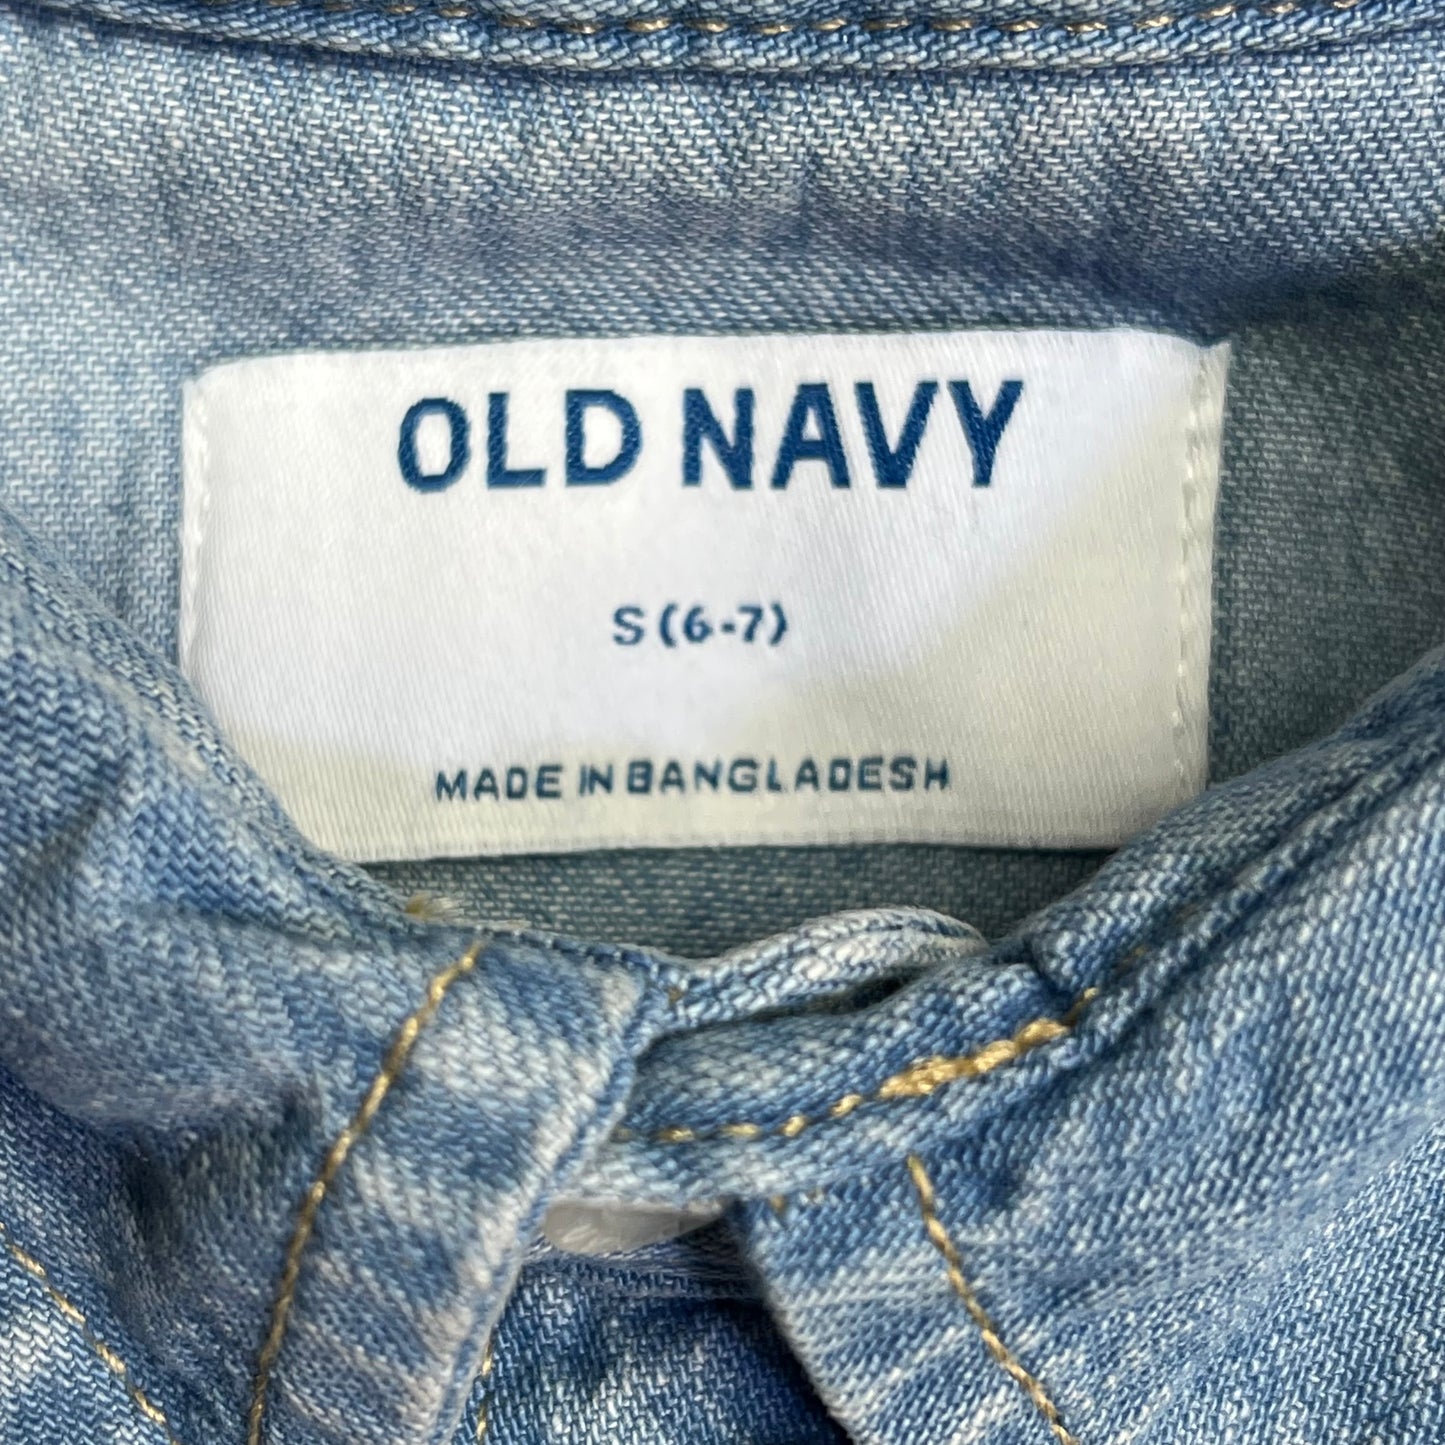 OLD NAVY
S (6-7)
MADE IN BANGLADESH